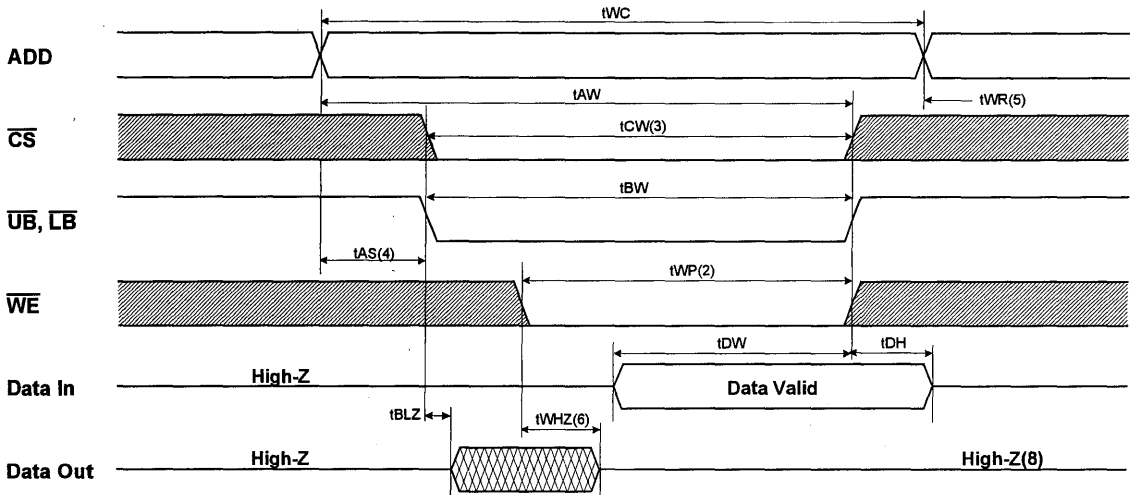 tWC
ADD
tAW
tWR(5)
CS
tCW(3)
tBW
UB, LB
tAS(4)
tWP(2)
WE
tDW
tDH
Data In
High-Z
Data Valid
tBLZ
tWHZ(6)
Data Out
High-Z
High-Z(8)